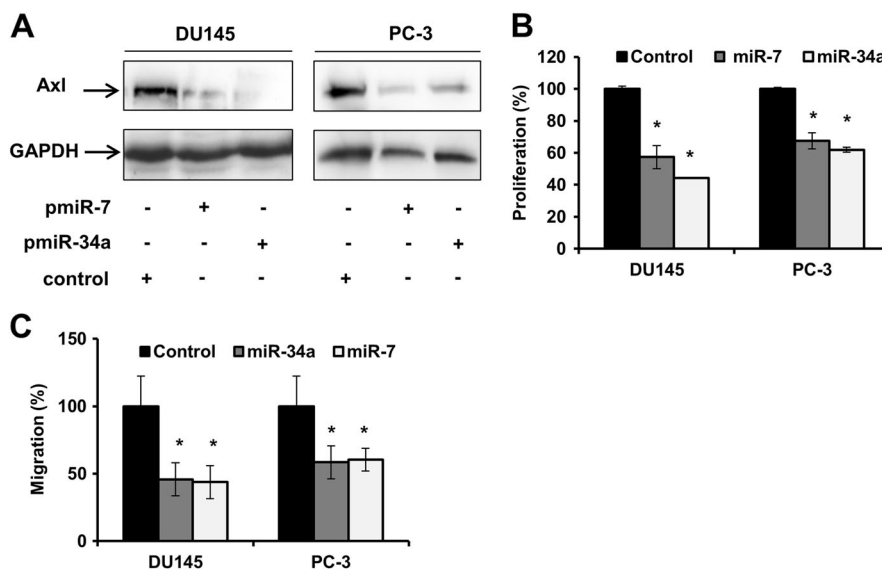 A
DU145 PC-3
Axl
GAPDH
pmiR-7 - + - - + -
pmiR-34a - - + - - +
control + - - + - -
B
Control miR-7 miR-34a
Proliferation (%)
120
100
80
60
40
20
0
* * * *
DU145 PC-3
C
Control miR-34a miR-7
Migration (%)
150
100
50
0
* * * *
DU145 PC-3